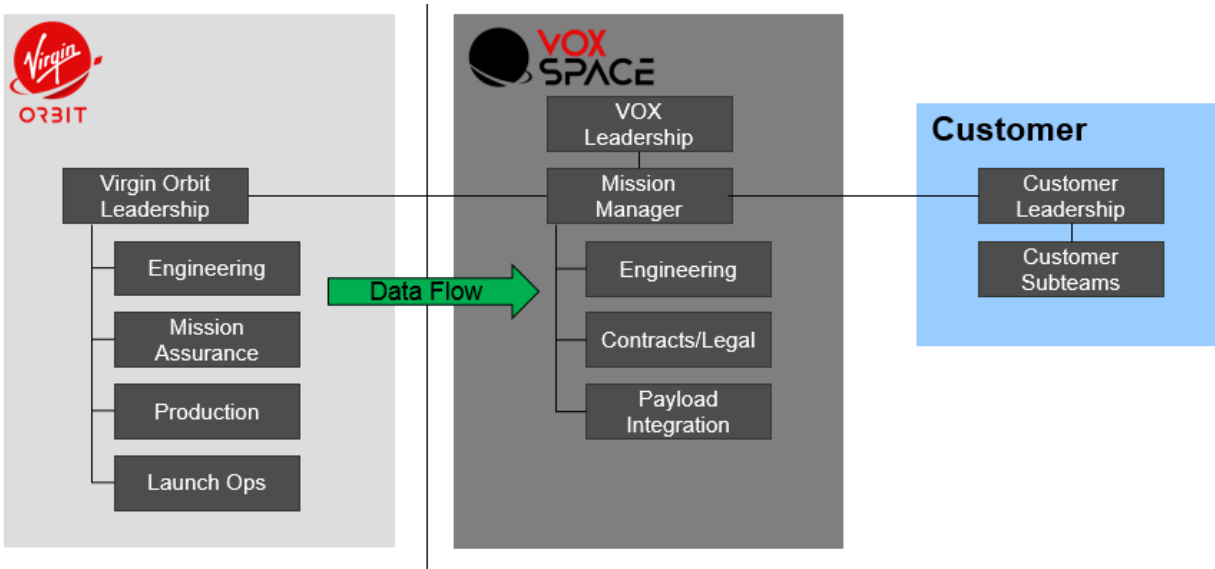 Virgin
ORBIT
Virgin Orbit
Leadership
Engineering
Mission
Assurance
Production
Launch Ops
Data Flow
VOX
SPACE
VOX
Leadership
Mission
Manager
Engineering
Contracts/Legal
Payload
Integration
Customer
Customer
Leadership
Customer
Subteams